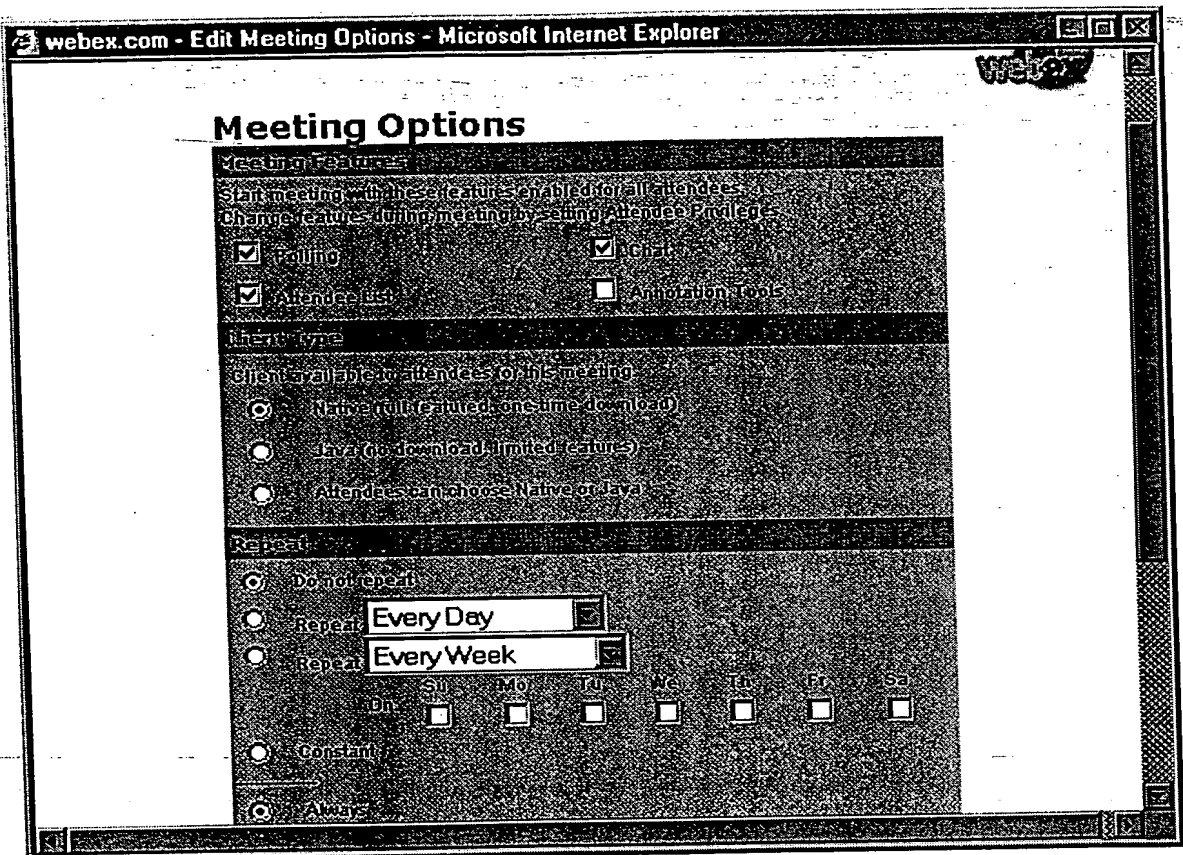 webex.com - Edit Meeting Options - Microsoft Internet Explorer
WebEx
Meeting Options
Meeting Features
Start meeting with these features enabled for all attendees.
Change features during meeting by setting Attendee Privileges
Polling
Chat
Attendee List
Annotation Tools
Client Type
Client available to attendees for this meeting
Native (full featured, one-time download)
Java (no download, limited features)
Attendees can choose Native or Java
Repeat
Do not repeat
Repeat Every Day
Repeat Every Week
Su Mo Tu We Th Fr Sa
On
Constant
Always